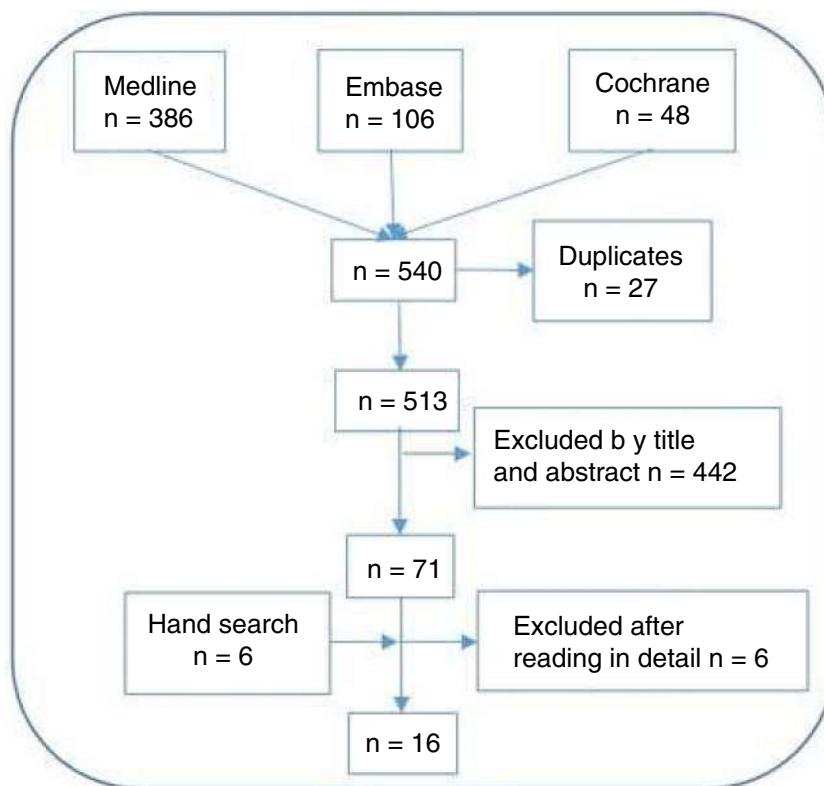 Medline
n = 386
Embase
n = 106
Cochrane
n = 48
n = 540
Duplicates
n = 27
n = 513
Excluded b y title
and abstract n = 442
n = 71
Hand search
n = 6
Excluded after
reading in detail n = 6
n = 16